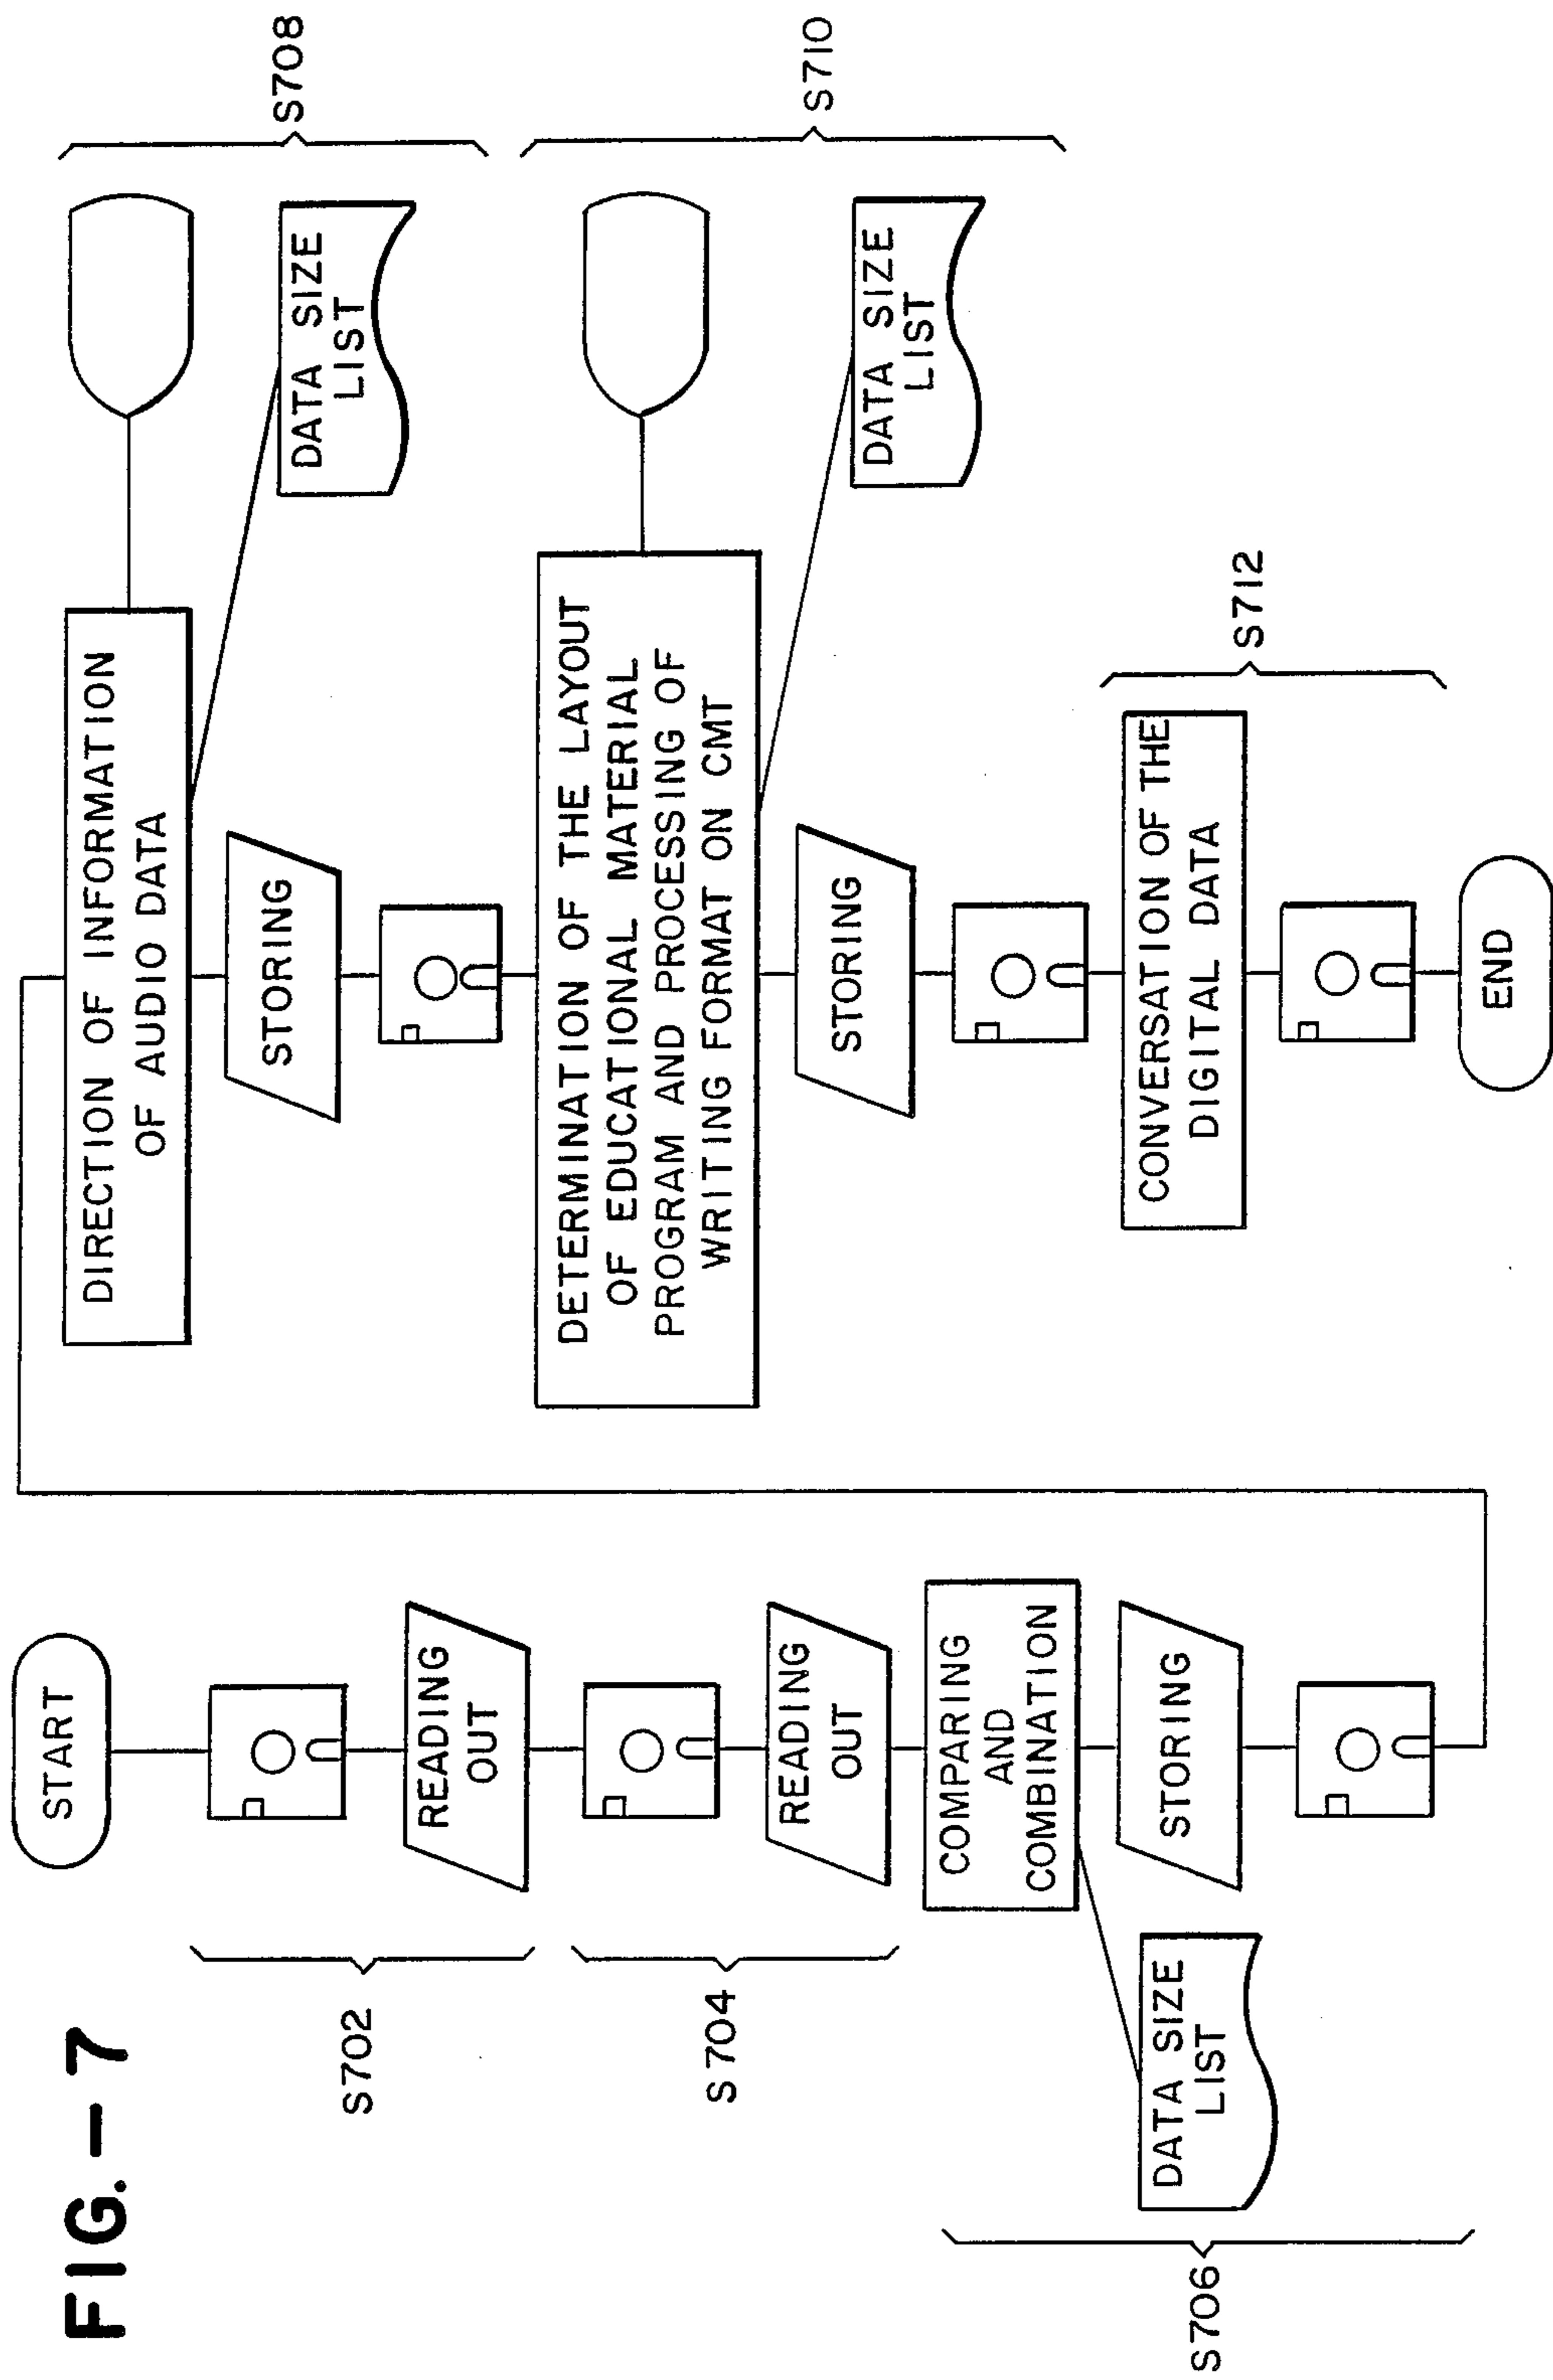 FIG.-7
START
S702
READING
OUT
S704
READING
OUT
S706
COMPARING
AND
COMBINATION
DATA SIZE
LIST
STORING
S708
DIRECTION OF INFORMATION
OF AUDIO DATA
DATA SIZE
LIST
STORING
S710
DETERMINATION OF THE LAYOUT
OF EDUCATIONAL MATERIAL
PROGRAM AND PROCESSING OF
WRITING FORMAT ON CMT
DATA SIZE
LIST
STORING
S712
CONVERSATION OF THE
DIGITAL DATA
END